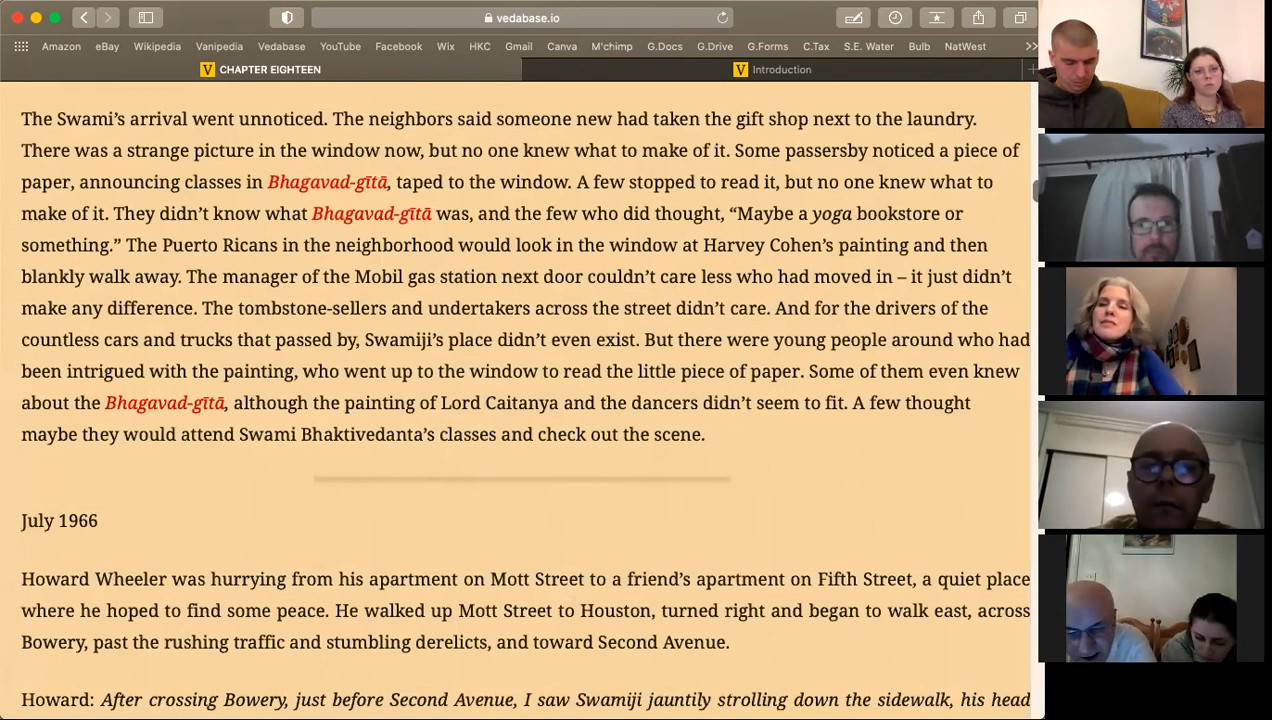 vedabase.io
Amazon eBay Wikipedia Vanipedia Vedabase YouTube Facebook Wix HKC Gmail Canva M'chimp G.Docs G.Drive G.Forms C.Tax S.E. Water Bulb NatWest >>
V CHAPTER EIGHTEEN V Introduction
The Swami’s arrival went unnoticed. The neighbors said someone new had taken the gift shop next to the laundry.
There was a strange picture in the window now, but no one knew what to make of it. Some passersby noticed a piece of
paper, announcing classes in Bhagavad-gītā, taped to the window. A few stopped to read it, but no one knew what to
make of it. They didn’t know what Bhagavad-gītā was, and the few who did thought, “Maybe a yoga bookstore or
something.” The Puerto Ricans in the neighborhood would look in the window at Harvey Cohen’s painting and then
blankly walk away. The manager of the Mobil gas station next door couldn’t care less who had moved in – it just didn’t
make any difference. The tombstone-sellers and undertakers across the street didn’t care. And for the drivers of the
countless cars and trucks that passed by, Swamiji’s place didn’t even exist. But there were young people around who had
been intrigued with the painting, who went up to the window to read the little piece of paper. Some of them even knew
about the Bhagavad-gītā, although the painting of Lord Caitanya and the dancers didn’t seem to fit. A few thought
maybe they would attend Swami Bhaktivedanta’s classes and check out the scene.
July 1966
Howard Wheeler was hurrying from his apartment on Mott Street to a friend’s apartment on Fifth Street, a quiet place
where he hoped to find some peace. He walked up Mott Street to Houston, turned right and began to walk east, across
Bowery, past the rushing traffic and stumbling derelicts, and toward Second Avenue.
Howard: After crossing Bowery, just before Second Avenue, I saw Swamiji jauntily strolling down the sidewalk, his head